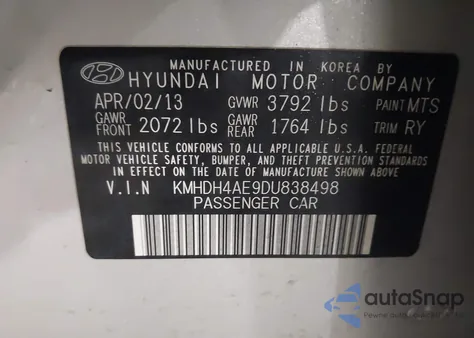 MANUFACTURED IN KOREA BY
HYUNDAI MOTOR COMPANY
APR/02/13 GVWR 3792 lbs PAINT MTS
GAWR FRONT 2072 lbs GAWR REAR 1764 lbs TRIM RY
THIS VEHICLE CONFORMS TO ALL APPLICABLE U.S.A. FEDERAL
MOTOR VEHICLE SAFETY, BUMPER, AND THEFT PREVENTION STANDARDS
IN EFFECT ON THE DATE OF MANUFACTURE SHOWN ABOVE
V.I.N KMHDH4AE9DU838498
PASSENGER CAR
autoSnap